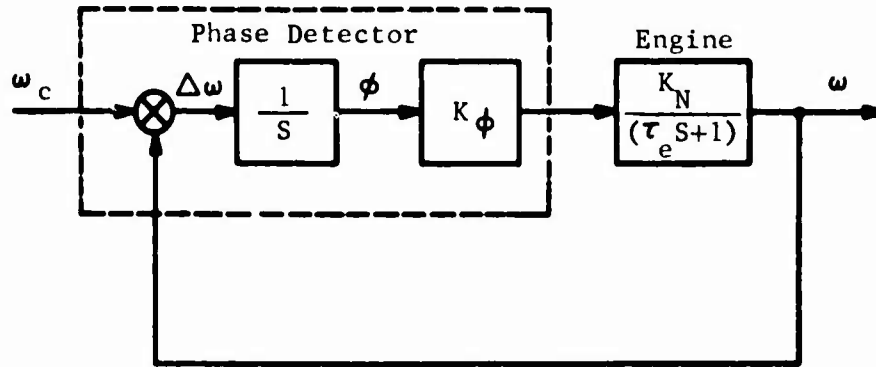 Phase Detector
Engine
ω_c
Δω
1/S
ϕ
K_ϕ
K_N/(τ_e S+1)
ω